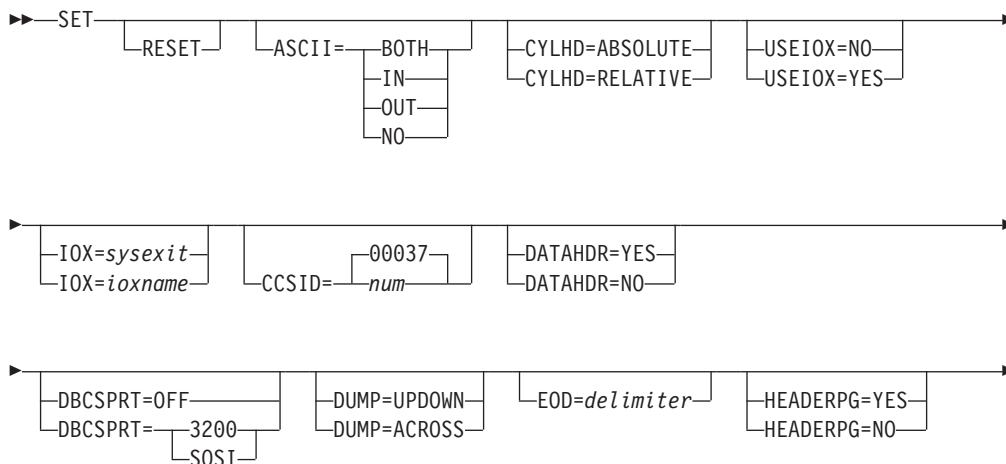 SET
RESET
ASCII= BOTH
IN
OUT
NO
CYLHD=ABSOLUTE
CYLHD=RELATIVE
USEIOX=NO
USEIOX=YES
IOX=sysexit
IOX=ioxname
CCSID= 00037
num
DATAHDR=YES
DATAHDR=NO
DBCSPRT=OFF
DBCSPRT= 3200
SOSI
DUMP=UPDOWN
DUMP=ACROSS
EOD=delimiter
HEADERPG=YES
HEADERPG=NO